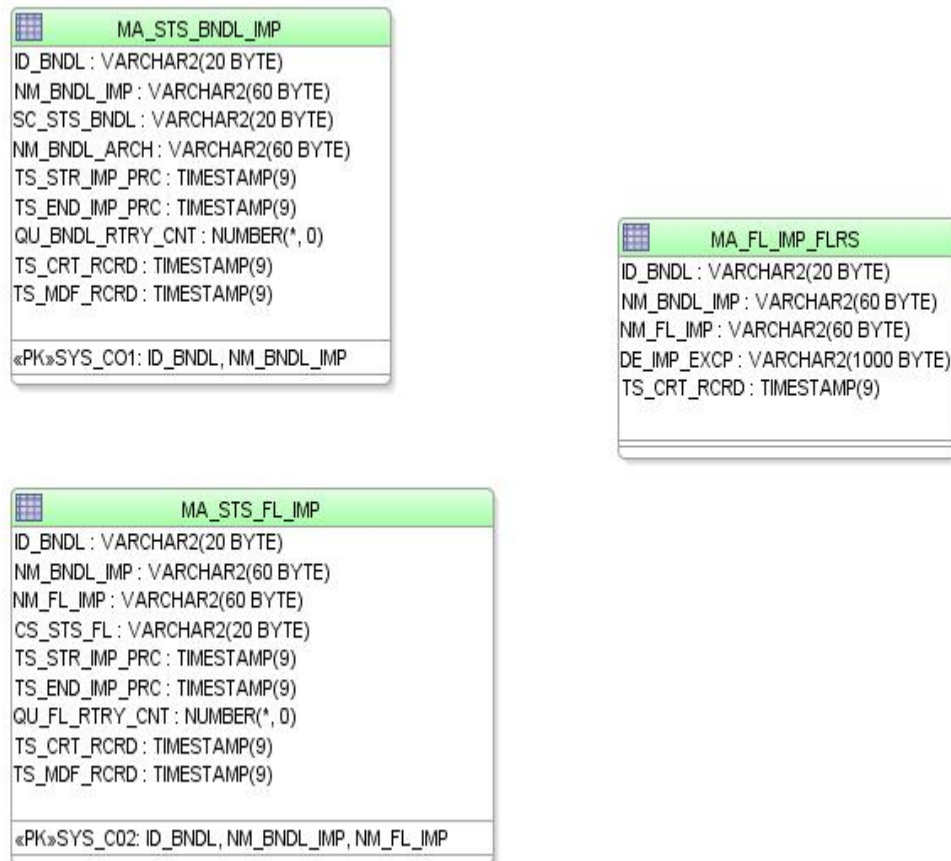 MA_STS_BNDL_IMP
ID_BNDL : VARCHAR2(20 BYTE)
NM_BNDL_IMP : VARCHAR2(60 BYTE)
SC_STS_BNDL : VARCHAR2(20 BYTE)
NM_BNDL_ARCH : VARCHAR2(60 BYTE)
TS_STR_IMP_PRC : TIMESTAMP(9)
TS_END_IMP_PRC : TIMESTAMP(9)
QU_BNDL_RTRY_CNT : NUMBER(*, 0)
TS_CRT_RCRD : TIMESTAMP(9)
TS_MDF_RCRD : TIMESTAMP(9)
«PK»SYS_CO1: ID_BNDL, NM_BNDL_IMP
MA_FL_IMP_FLRS
ID_BNDL : VARCHAR2(20 BYTE)
NM_BNDL_IMP : VARCHAR2(60 BYTE)
NM_FL_IMP : VARCHAR2(60 BYTE)
DE_IMP_EXCP : VARCHAR2(1000 BYTE)
TS_CRT_RCRD : TIMESTAMP(9)
MA_STS_FL_IMP
ID_BNDL : VARCHAR2(20 BYTE)
NM_BNDL_IMP : VARCHAR2(60 BYTE)
NM_FL_IMP : VARCHAR2(60 BYTE)
CS_STS_FL : VARCHAR2(20 BYTE)
TS_STR_IMP_PRC : TIMESTAMP(9)
TS_END_IMP_PRC : TIMESTAMP(9)
QU_FL_RTRY_CNT : NUMBER(*, 0)
TS_CRT_RCRD : TIMESTAMP(9)
TS_MDF_RCRD : TIMESTAMP(9)
«PK»SYS_C02: ID_BNDL, NM_BNDL_IMP, NM_FL_IMP